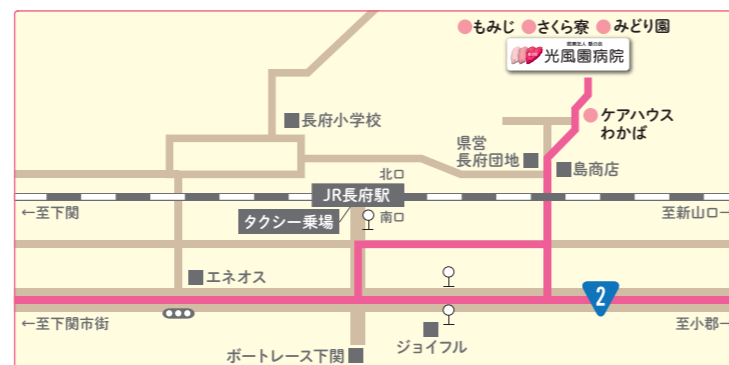 もみじ さくら寮 みどり園
光風園病院
長府小学校
ケアハウス
わかば
県営
長府団地
島商店
北口
JR長府駅
←至下関
タクシー乗場
南口
至新山口→
エネオス
2
←至下関市街
至小郡→
ジョイフル
ボートレース下関